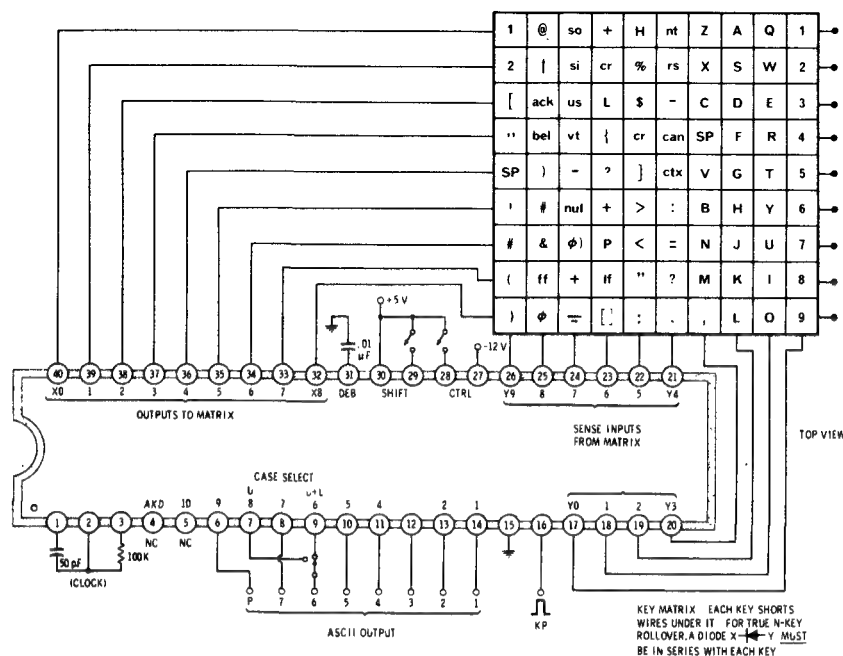 1 @ so + H nt Z A Q 1
2 ↑ si cr % rs X S W 2
[ ack us L $ - C D E 3
'' bel vt { cr can SP F R 4
SP ) - ? ] ctx V G T 5
' # nul + > : B H Y 6
# & ϕ) P < = N J U 7
( ff + lf " ? M K I 8
) ϕ [ ] ; . , L O 9
+5V
.01 μF
-12V
40 39 38 37 36 35 34 33 32 31 30 29 28 27 26 25 24 23 22 21
X0 1 2 3 4 5 6 7 X8 DEB SHIFT CTRL Y9 8 7 6 5 Y4
OUTPUTS TO MATRIX
SENSE INPUTS FROM MATRIX
TOP VIEW
CASE SELECT
U U+L
AKD 10 9 8 7 6 5 4 2 1 Y0 1 2 Y3
1 2 3 4 5 6 7 8 9 10 11 12 13 14 15 16 17 18 19 20
NC NC
50 pF 100K
(CLOCK)
P 7 6 5 4 3 2 1
KP
ASCII OUTPUT
KEY MATRIX EACH KEY SHORTS
WIRES UNDER IT FOR TRUE N-KEY
ROLLOVER, A DIODE X Y MUST
BE IN SERIES WITH EACH KEY